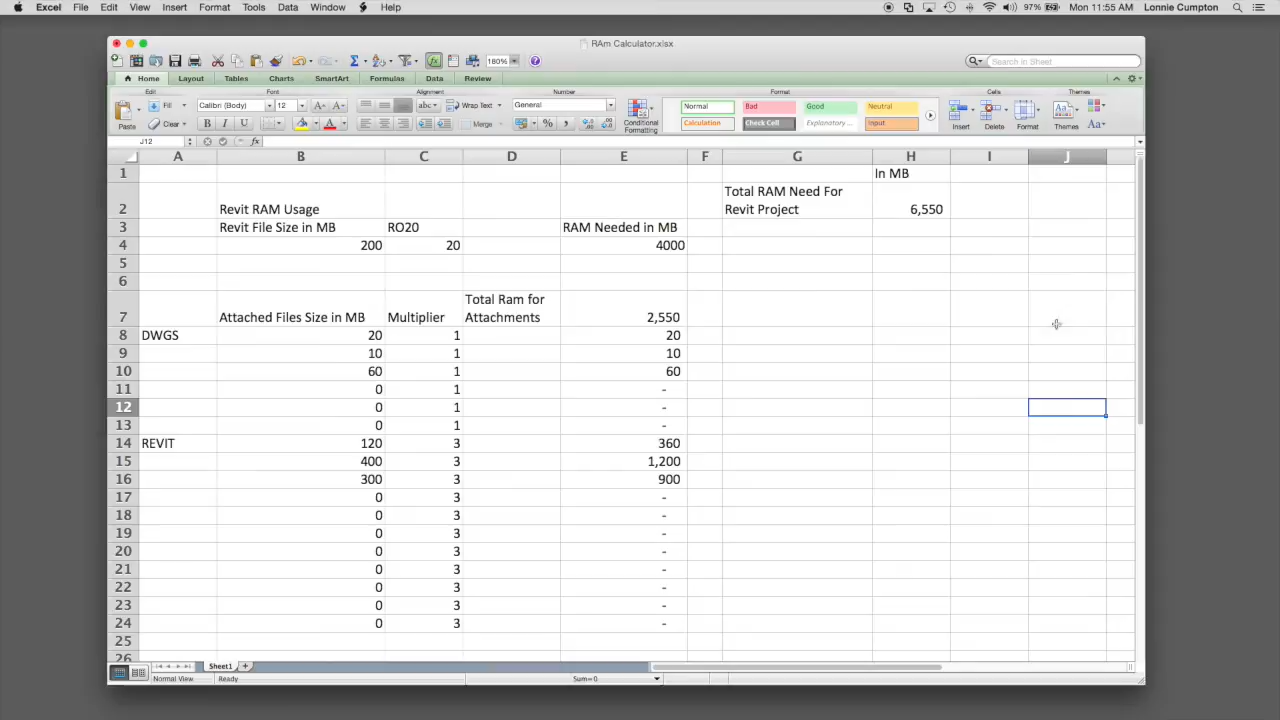 Excel File Edit View Insert Format Tools Data Window Help 97% Mon 11:55 AM Lonnie Cumpton
RAm Calculator.xlsx
180% Search in Sheet
Home Layout Tables Charts SmartArt Formulas Data Review
Edit Font Alignment Number Format Cells Themes
Fill Calibri (Body) 12 abc Wrap Text General Normal Bad Good Neutral
Paste Clear B I U Merge % Conditional Formatting Calculation Check Cell Explanatory ... Input Insert Delete Format Themes Aa
J12 fx
A B C D E F G H I J
1 In MB
2 Revit RAM Usage Total RAM Need For Revit Project 6,550
3 Revit File Size in MB RO20 RAM Needed in MB
4 200 20 4000
5
6
7 Attached Files Size in MB Multiplier Total Ram for Attachments 2,550
8 DWGS 20 1 20
9 10 1 10
10 60 1 60
11 0 1 -
12 0 1 -
13 0 1 -
14 REVIT 120 3 360
15 400 3 1,200
16 300 3 900
17 0 3 -
18 0 3 -
19 0 3 -
20 0 3 -
21 0 3 -
22 0 3 -
23 0 3 -
24 0 3 -
25
26
Sheet1
Normal View Ready Sum=0